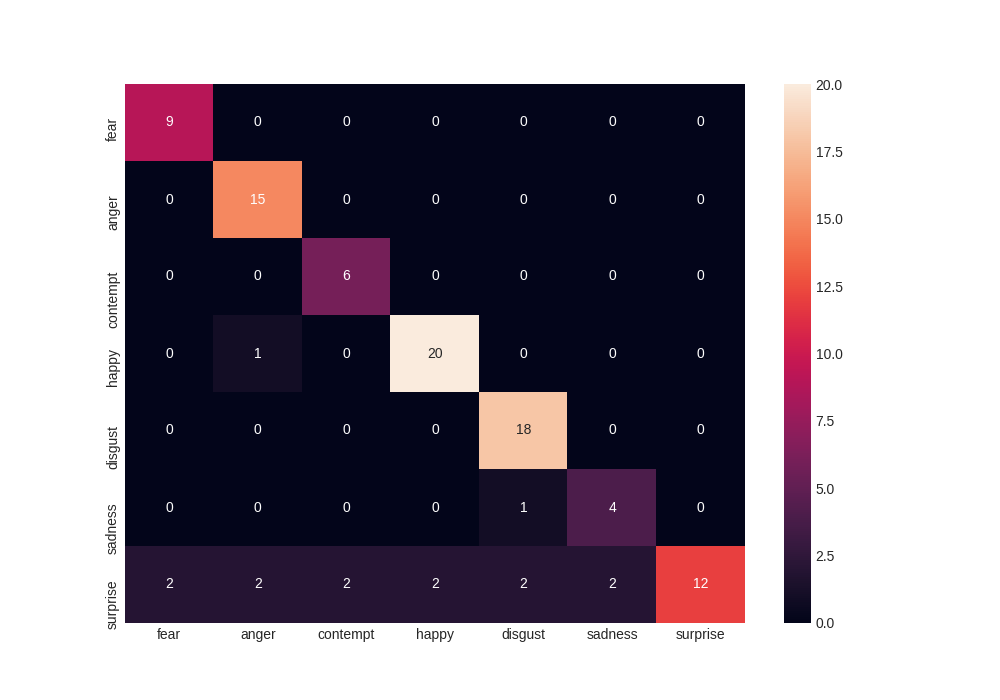 fear 9 0 0 0 0 0 0
anger 0 15 0 0 0 0 0
contempt 0 0 6 0 0 0 0
happy 0 1 0 20 0 0 0
disgust 0 0 0 0 18 0 0
sadness 0 0 0 0 1 4 0
surprise 2 2 2 2 2 2 12
fear anger contempt happy disgust sadness surprise
20.0
17.5
15.0
12.5
10.0
7.5
5.0
2.5
0.0